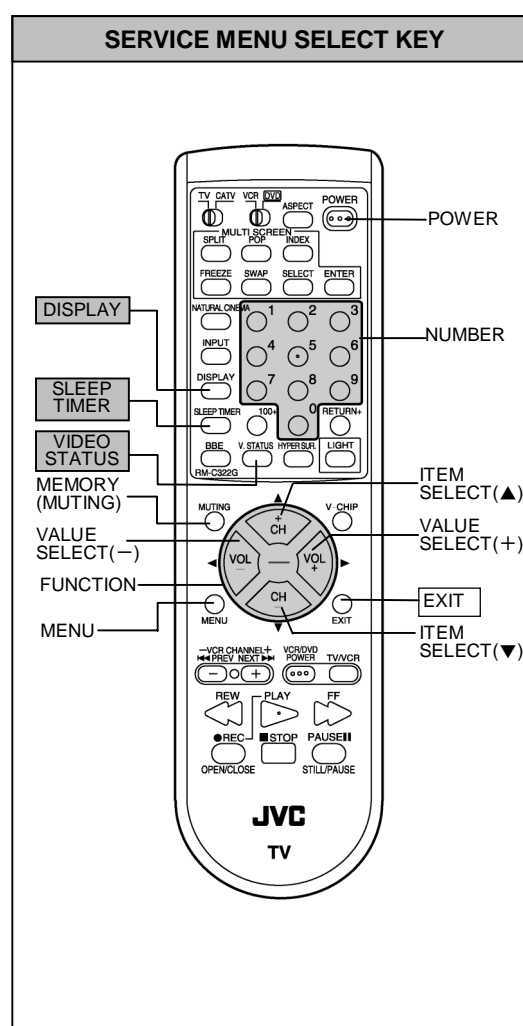 SERVICE MENU SELECT KEY
TV CATV VCR DVD ASPECT POWER
POWER
MULTI SCREEN
SPLIT POP INDEX
FREEZE SWAP SELECT ENTER
DISPLAY
NATURAL CINEMA 1 2 3
NUMBER
INPUT 4 5 6
DISPLAY 7 8 9
SLEEP
TIMER
SLEEP TIMER 100+ 0 RETURN+
VIDEO
STATUS
BBE V.STATUS HYPER SUR. LIGHT
RM-C322G
MEMORY
(MUTING)
MUTING
V-CHIP
ITEM
SELECT(▲)
VALUE
SELECT(－)
+
CH
VOL
－
VOL
+
CH
－
VALUE
SELECT(＋)
FUNCTION
MENU
MENU
EXIT
EXIT
ITEM
SELECT(▼)
－VCR CHANNEL＋
◀◀ PREV NEXT ▶▶
－ ＋
VCR/DVD
POWER
TV/VCR
REW PLAY FF
●REC ■STOP PAUSE❚❚
OPEN/CLOSE STILL/PAUSE
JVC
TV